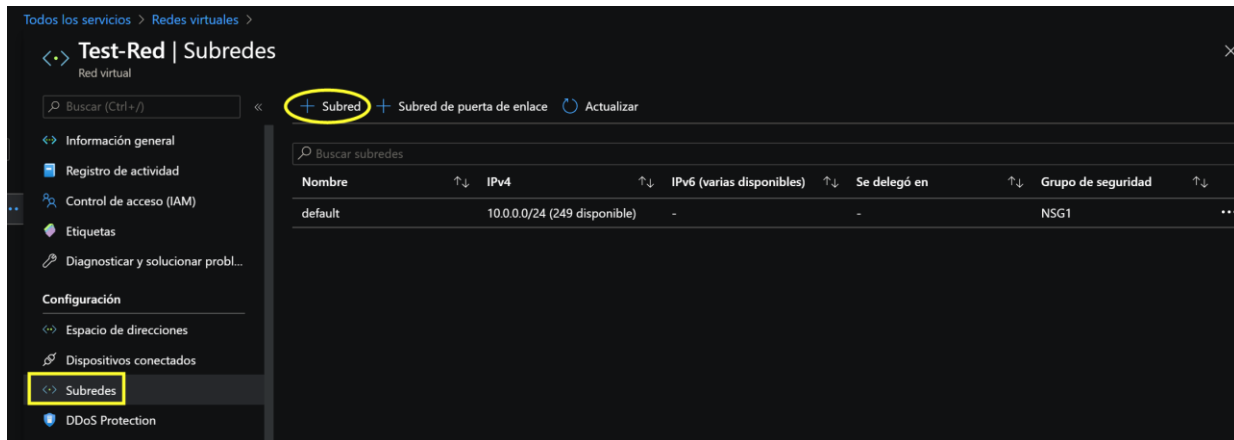 Todos los servicios > Redes virtuales >
Test-Red | Subredes
Red virtual
Buscar (Ctrl+/)
Información general
Registro de actividad
Control de acceso (IAM)
Etiquetas
Diagnosticar y solucionar probl...
Configuración
Espacio de direcciones
Dispositivos conectados
Subredes
DDoS Protection
+ Subred + Subred de puerta de enlace Actualizar
Buscar subredes
Nombre IPv4 IPv6 (varias disponibles) Se delegó en Grupo de seguridad
default 10.0.0.0/24 (249 disponible) - - NSG1